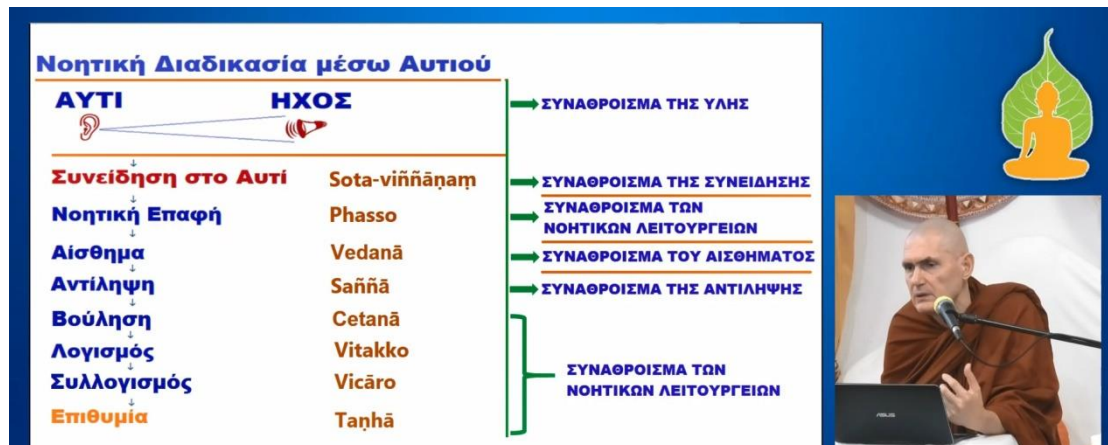 Νοητική Διαδικασία μέσω Αυτιού
ΑΥΤΙ ΗΧΟΣ
ΣΥΝΑΘΡΟΙΣΜΑ ΤΗΣ ΥΛΗΣ
Συνείδηση στο Αυτί Sota-viññāṇaṃ ΣΥΝΑΘΡΟΙΣΜΑ ΤΗΣ ΣΥΝΕΙΔΗΣΗΣ
Νοητική Επαφή Phasso ΣΥΝΑΘΡΟΙΣΜΑ ΤΩΝ
ΝΟΗΤΙΚΩΝ ΛΕΙΤΟΥΡΓΕΙΩΝ
Αίσθημα Vedanā ΣΥΝΑΘΡΟΙΣΜΑ ΤΟΥ ΑΙΣΘΗΜΑΤΟΣ
Αντίληψη Saññā ΣΥΝΑΘΡΟΙΣΜΑ ΤΗΣ ΑΝΤΙΛΗΨΗΣ
Βούληση Cetanā
Λογισμός Vitakko
Συλλογισμός Vicāro
Επιθυμία Taṇhā
ΣΥΝΑΘΡΟΙΣΜΑ ΤΩΝ
ΝΟΗΤΙΚΩΝ ΛΕΙΤΟΥΡΓΕΙΩΝ
ASUS